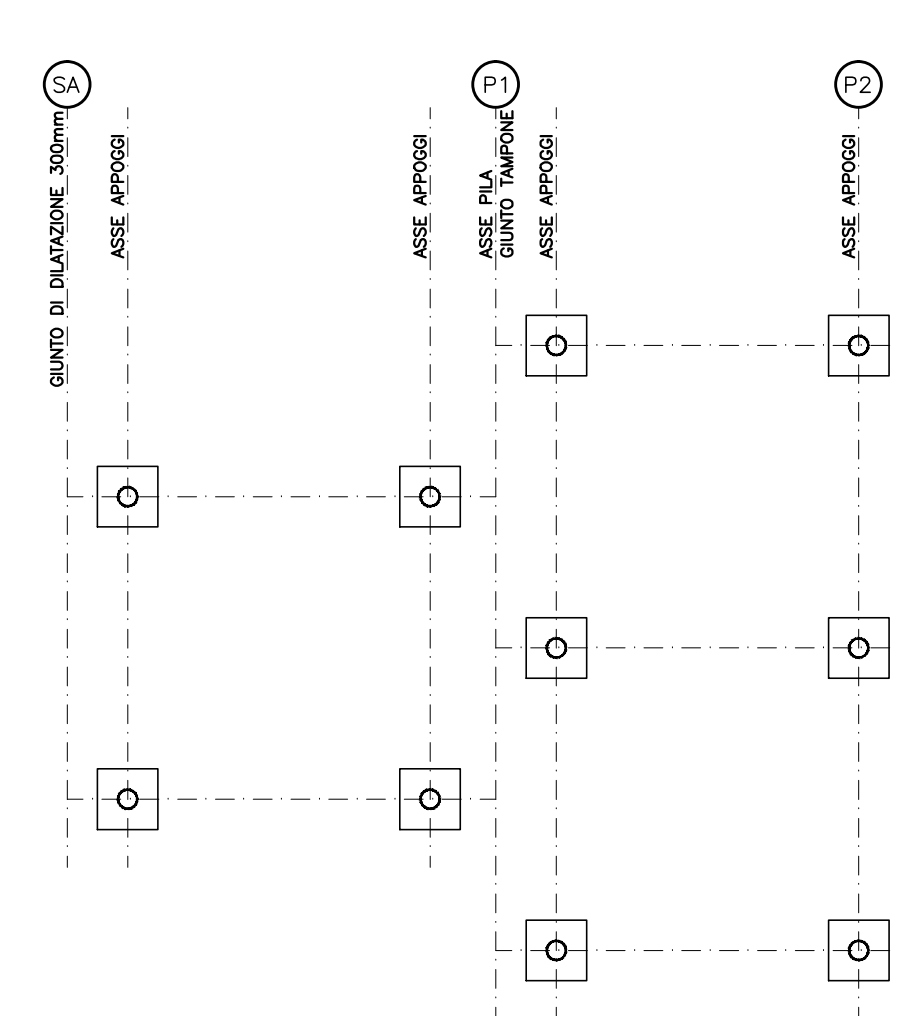 SA
P1
P2
GIUNTO DI DILATAZIONE 300mm
ASSE APPOGGI
ASSE APPOGGI
ASSE PILA
GIUNTO TAMPONE
ASSE APPOGGI
ASSE APPOGGI